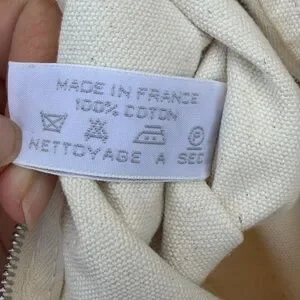 MADE IN FRANCE
100% COTON
P
NETTOYAGE A SEC